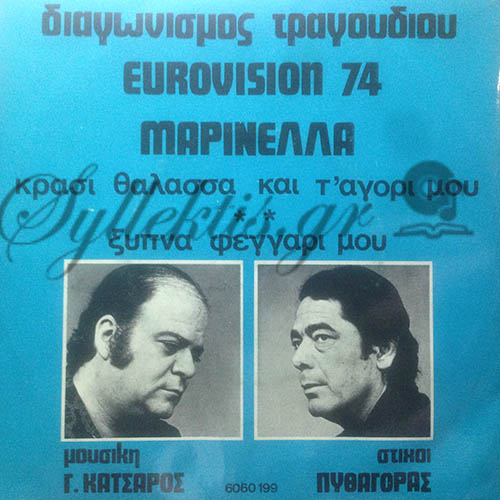 διαγωνισμος τραγουδιου
EUROVISION 74
ΜΑΡΙΝΕΛΛΑ
κρασι θαλασσα και τ'αγορι μου
* *
ξυπνα φεγγαρι μου
Syllektis.gr
μουσικη
Γ. ΚΑΤΣΑΡΟΣ
στιχοι
ΠΥΘΑΓΟΡΑΣ
6060 199